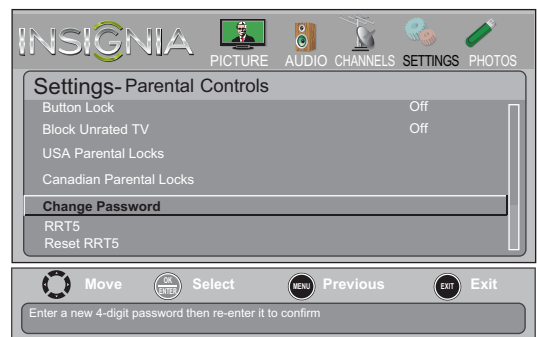 INSIGNIA
PICTURE AUDIO CHANNELS SETTINGS PHOTOS
Settings- Parental Controls
Button Lock Off
Block Unrated TV Off
USA Parental Locks
Canadian Parental Locks
Change Password
RRT5
Reset RRT5
Move OK ENTER Select MENU Previous EXIT Exit
Enter a new 4-digit password then re-enter it to confirm